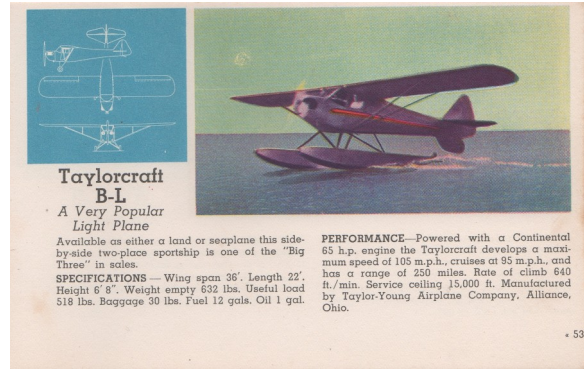 Taylorcraft
B-L
A Very Popular
Light Plane
Available as either a land or seaplane this side-
by-side two-place sportship is one of the "Big
Three" in sales.
SPECIFICATIONS — Wing span 36′. Length 22′.
Height 6′ 8″. Weight empty 632 lbs. Useful load
518 lbs. Baggage 30 lbs. Fuel 12 gals. Oil 1 gal.
PERFORMANCE—Powered with a Continental
65 h.p. engine the Taylorcraft develops a maxi-
mum speed of 105 m.p.h., cruises at 95 m.p.h., and
has a range of 250 miles. Rate of climb 640
ft./min. Service ceiling 15,000 ft. Manufactured
by Taylor-Young Airplane Company, Alliance,
Ohio.
« 53